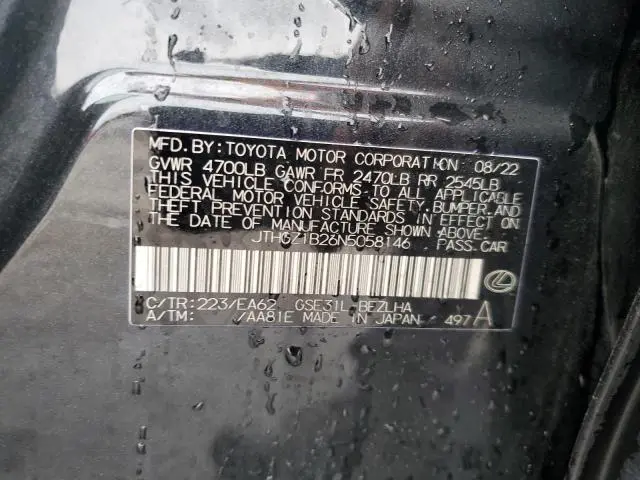 MFD. BY: TOYOTA MOTOR CORPORATION 08/22
GVWR 4700LB GAWR FR 2470LB RR 2545LB
THIS VEHICLE CONFORMS TO ALL APPLICABLE
FEDERAL MOTOR VEHICLE SAFETY, BUMPER, AND
THEFT PREVENTION STANDARDS IN EFFECT ON
THE DATE OF MANUFACTURE SHOWN ABOVE.
JTHGZ1B26N5058146 PASS. CAR
C/TR: 223/EA62 GSE31L-BEZLHA
A/TM: /AA81E MADE IN JAPAN 497 A